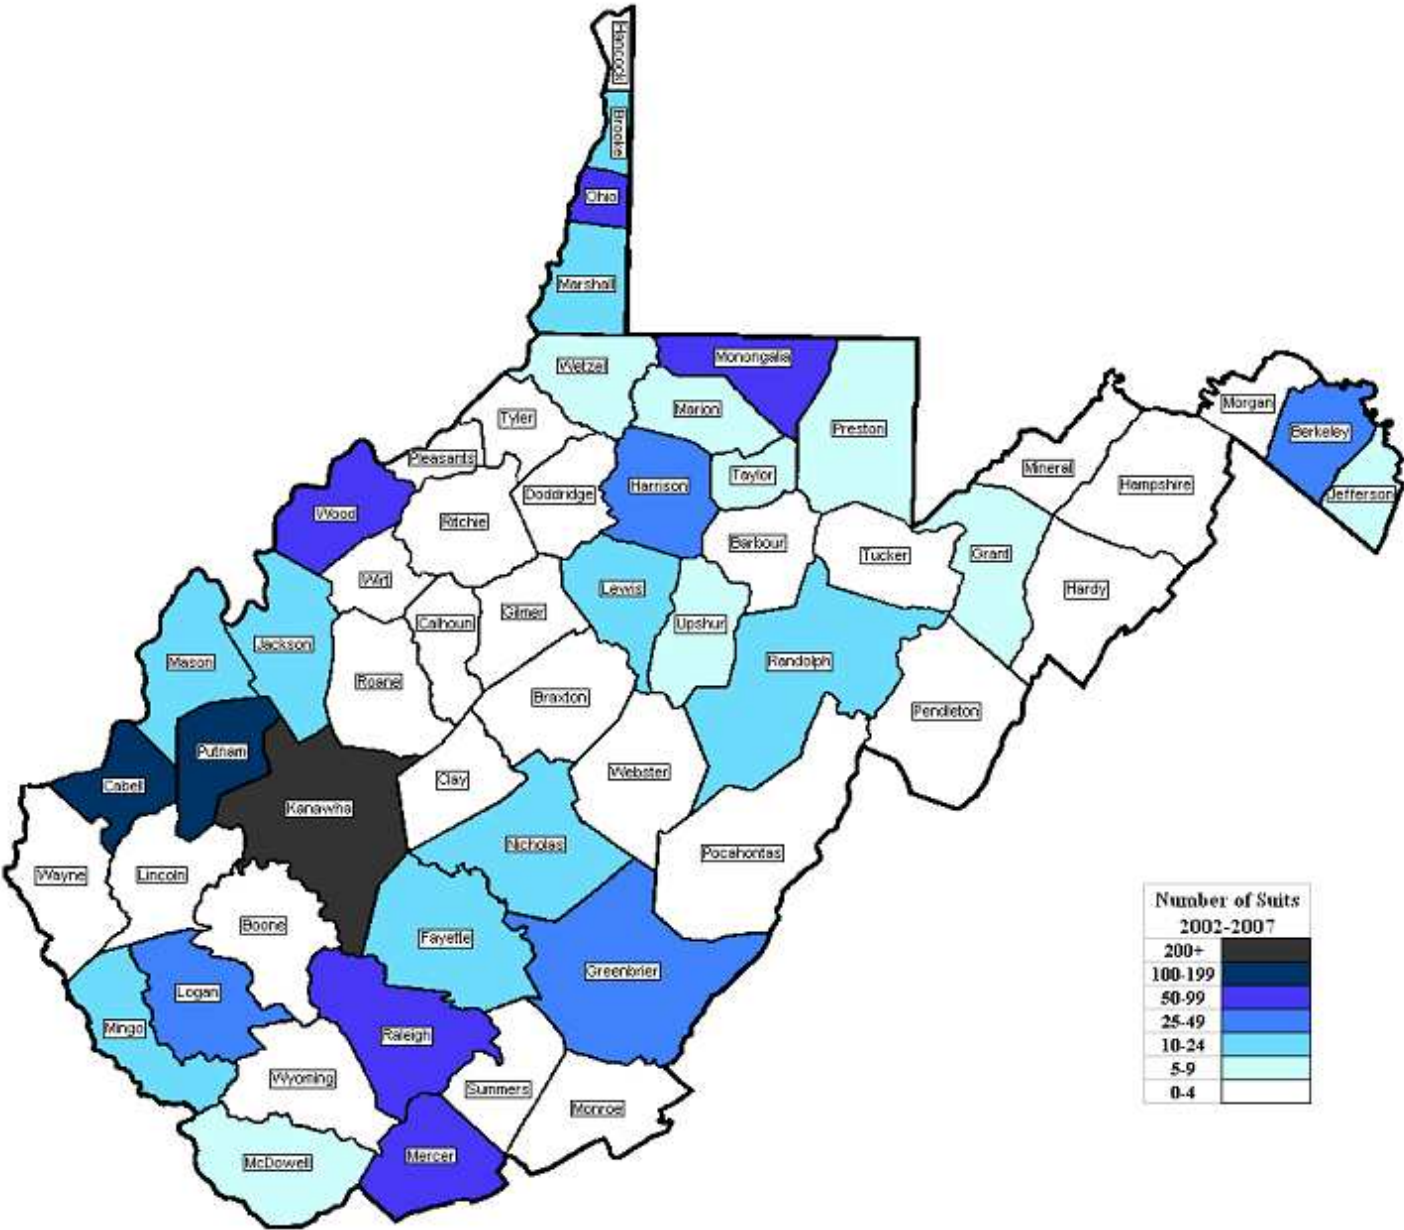 Hancock
Brooke
Ohio
Marshall
Wetzel
Monongalia
Marion
Preston
Tyler
Pleasants
Doddridge
Harrison
Taylor
Morgan
Berkeley
Jefferson
Mineral
Hampshire
Wood
Ritchie
Barbour
Tucker
Grant
Hardy
Wirt
Calhoun
Gilmer
Lewis
Upshur
Randolph
Mason
Jackson
Roane
Braxton
Pendleton
Cabell
Putnam
Kanawha
Clay
Webster
Nicholas
Pocahontas
Wayne
Lincoln
Boone
Fayette
Greenbrier
Logan
Mingo
Raleigh
Wyoming
Summers
Monroe
McDowell
Mercer
Number of Suits
2002-2007
200+
100-199
50-99
25-49
10-24
5-9
0-4